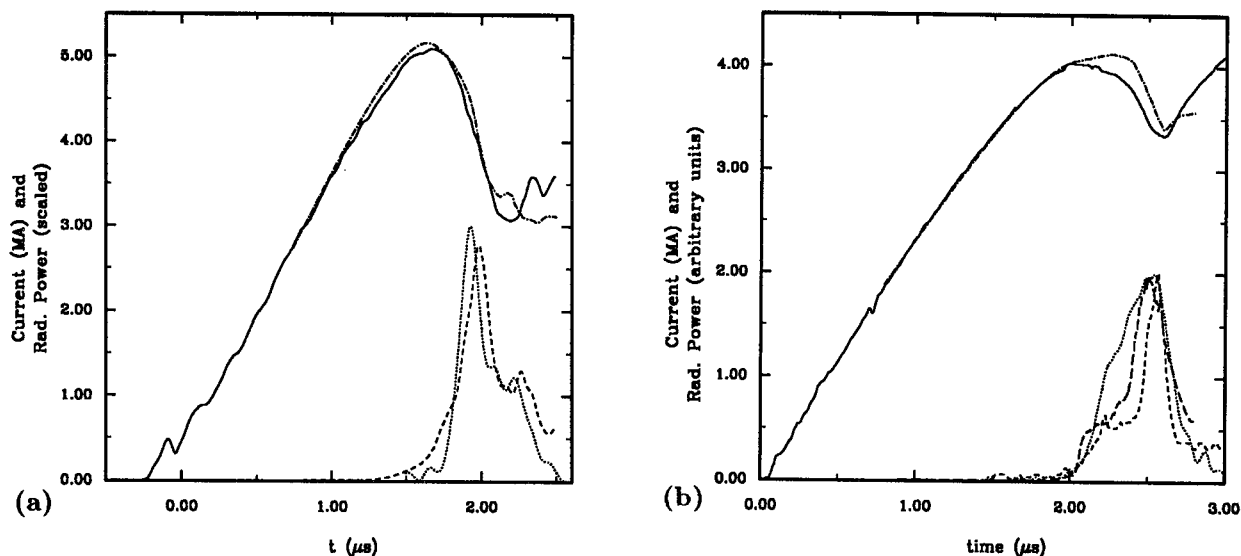 5.00
4.00
3.00
2.00
1.00
0.00
Current (MA) and
Rad. Power (scaled)
0.00
1.00
2.00
t (μs)
(a)
4.00
3.00
2.00
1.00
0.00
Current (MA) and
Rad. Power (arbitrary units)
0.00
1.00
2.00
3.00
time (μs)
(b)